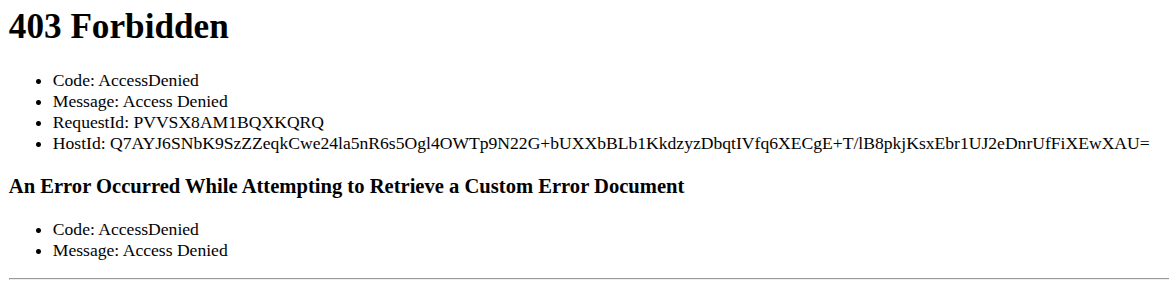 403 Forbidden
Code: AccessDenied
Message: Access Denied
RequestId: PVVSX8AM1BQXKQRQ
HostId: Q7AYJ6SNbK9SzZZeqkCwe24la5nR6s5Ogl4OWTp9N22G+bUXXbBLb1KkdzyzDbqtIVfq6XECgE+T/lB8pkjKsxEbr1UJ2eDnrUfFiXEwXAU=
An Error Occurred While Attempting to Retrieve a Custom Error Document
Code: AccessDenied
Message: Access Denied